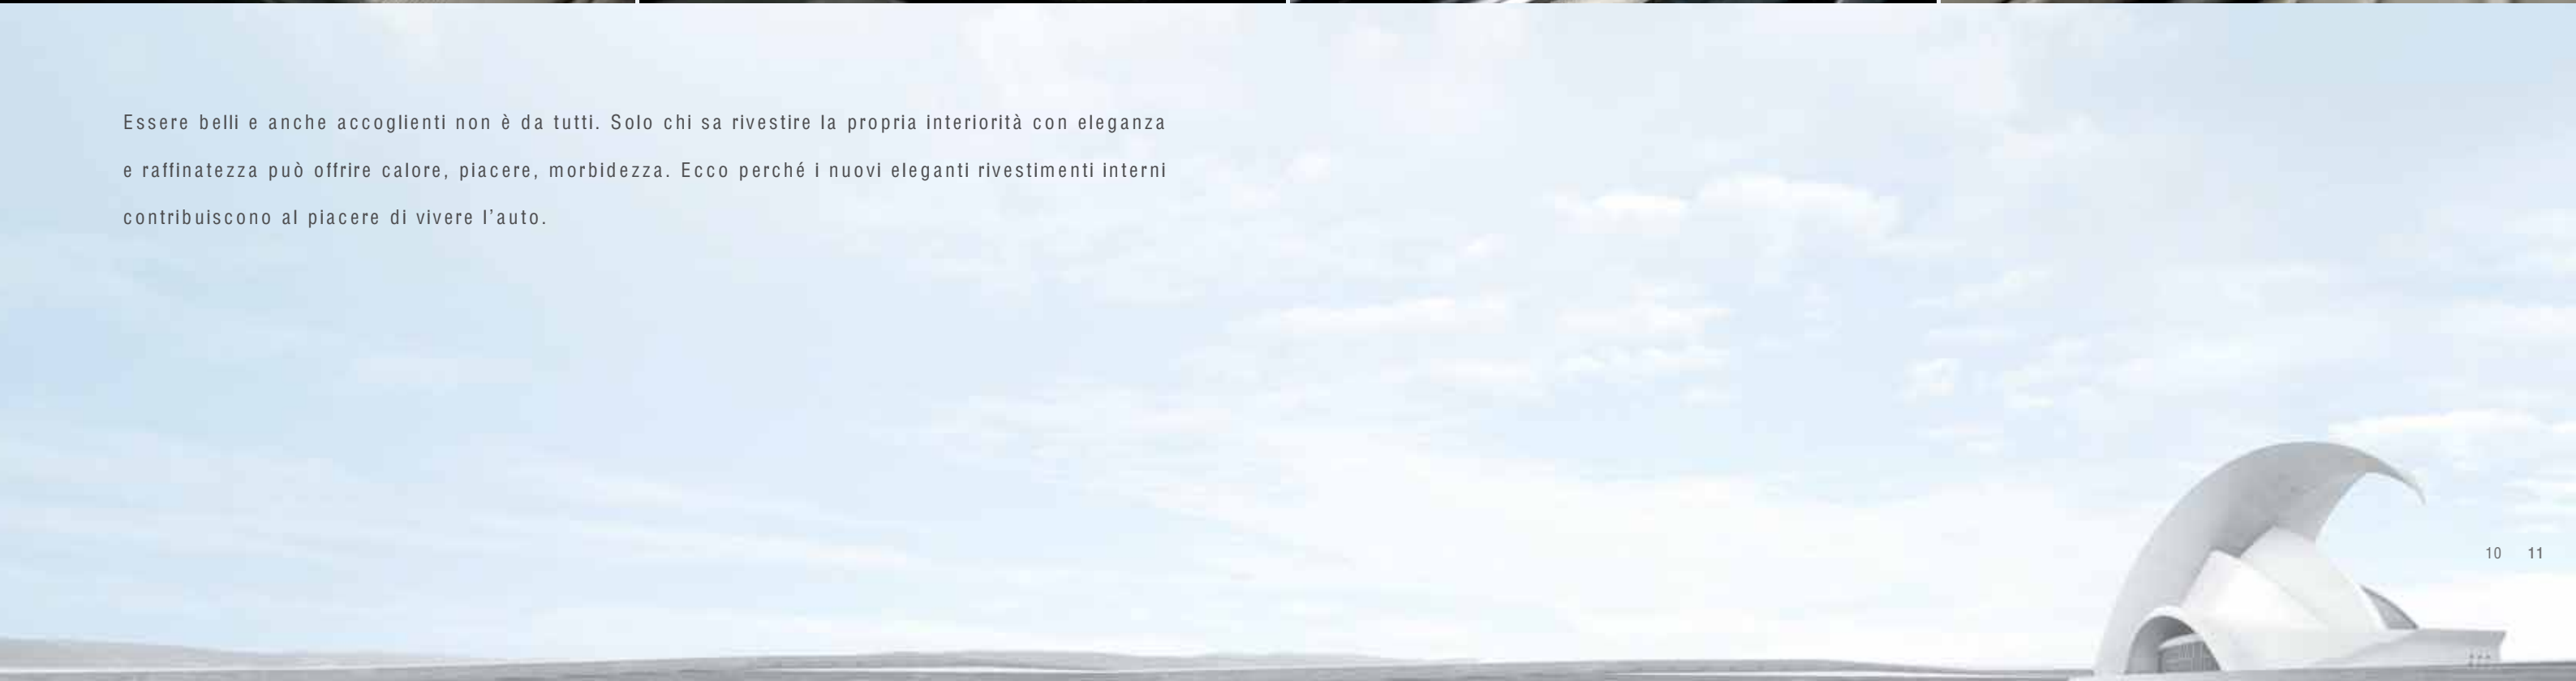 Essere belli e anche accoglienti non è da tutti. Solo chi sa rivestire la propria interiorità con eleganza
e raffinatezza può offrire calore, piacere, morbidezza. Ecco perché i nuovi eleganti rivestimenti interni
contribuiscono al piacere di vivere l’auto.
10 11